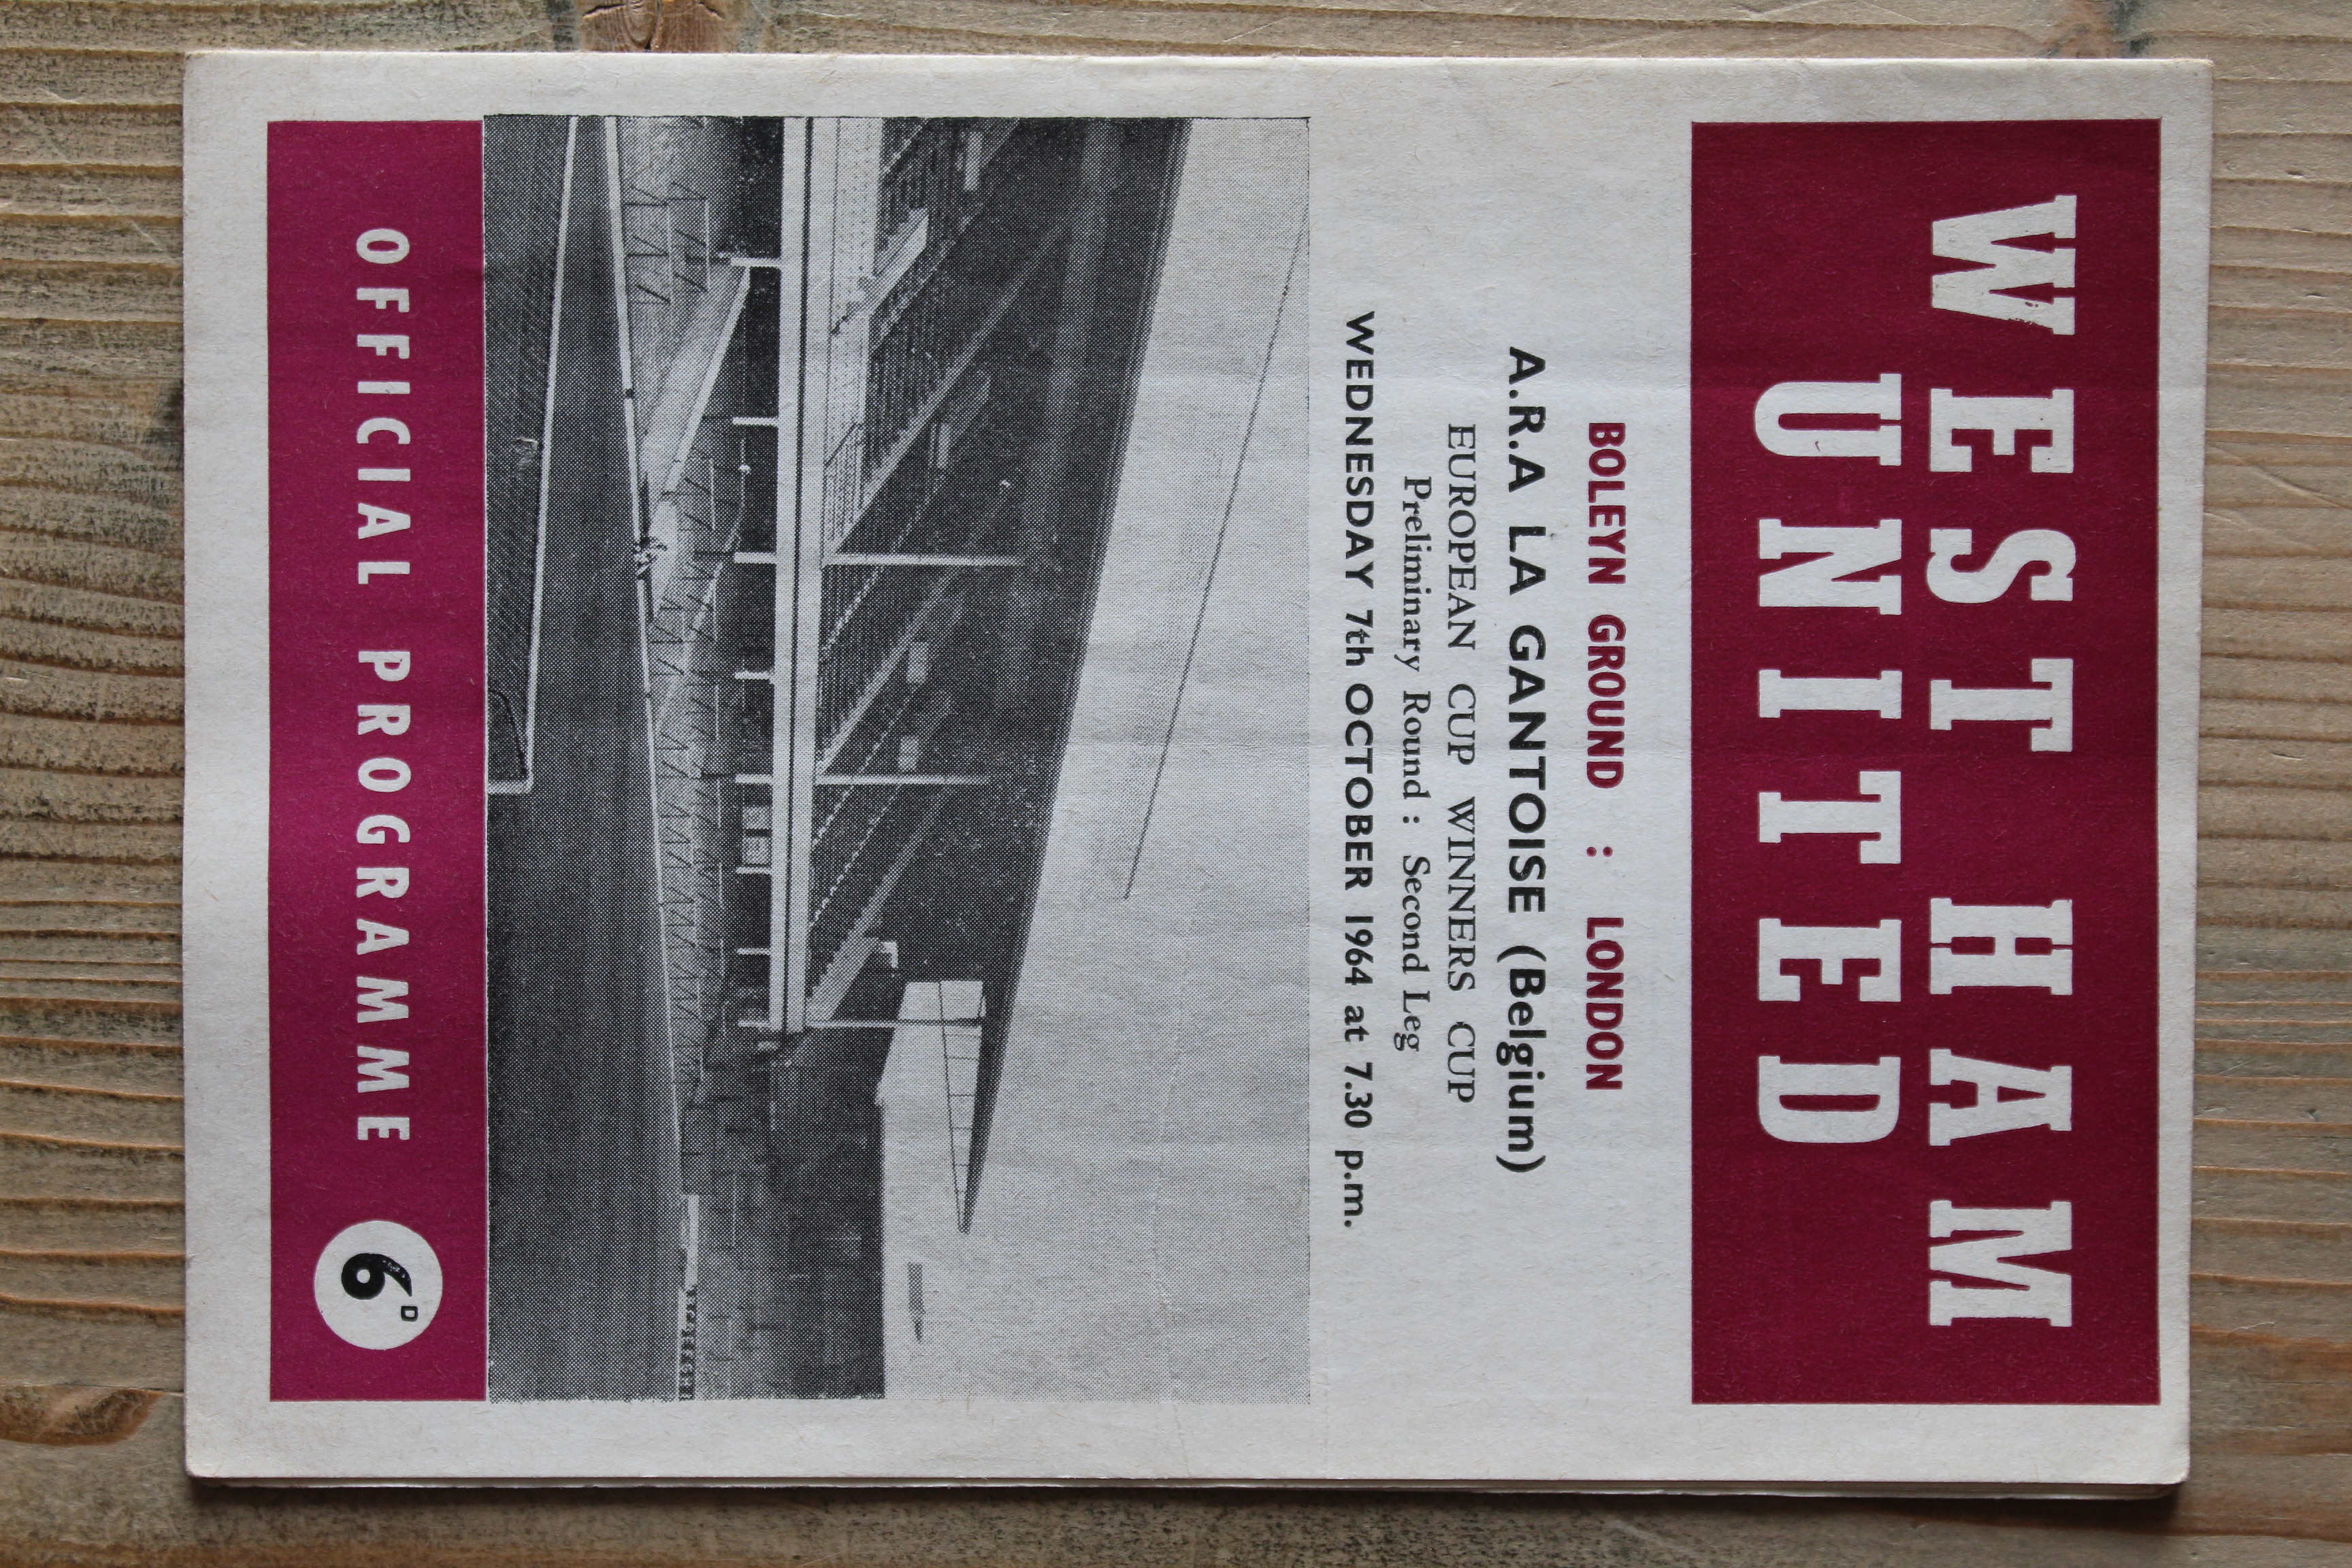 WEST HAM
UNITED
BOLEYN GROUND : LONDON
A.R.A LA GANTOISE (Belgium)
EUROPEAN CUP WINNERS CUP
Preliminary Round : Second Leg
WEDNESDAY 7th OCTOBER 1964 at 7.30 p.m.
OFFICIAL PROGRAMME 6D